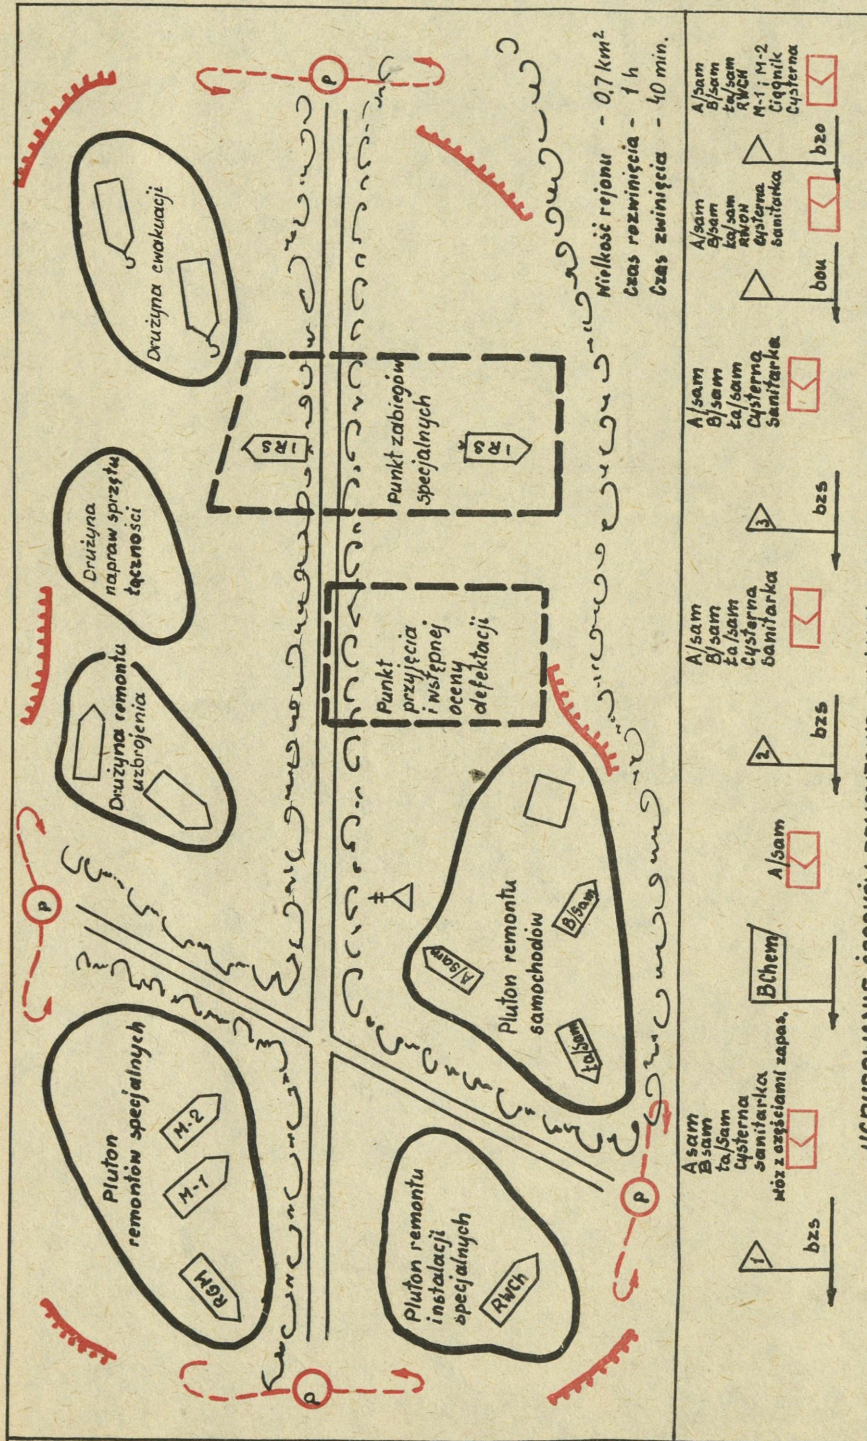 Pluton
remontów specjalnych
M-2
M-1
RGM
Drużyna remontu
uzbrojenia
Drużyna
napraw sprzętu
łączności
Drużyna ewakuacji
P
P
P
P
IRS
IRS
Punkt zabiegów
specjalnych
Punkt
przyjęcia
i wstępnej
oceny
defektacji
Pluton remontu
instalacji
specjalnych
RWCh
Pluton remontu
samochodów
A/sam
B/sam
ła/sam
Wielkość rejonu - 0,7 km²
Czas rozwinięcia - 1 h
Czas zwinięcia - 40 min.
A sam
B sam
ła/sam
cysterna
sanitarka
Wóz z częściami zapas.
1
bzs
BChem
A/sam
2
bzs
A/sam
B/sam
ła/sam
Cysterna
Sanitarka
3
bzs
A/sam
B/sam
ła/sam
Cysterna
Sanitarka
bou
A/sam
B/sam
ła/sam
cysterna
sanitarka
bzo
A/sam
B/sam
ła/sam
RWCH
M-1 i M-2
Ciągnik
Cysterna